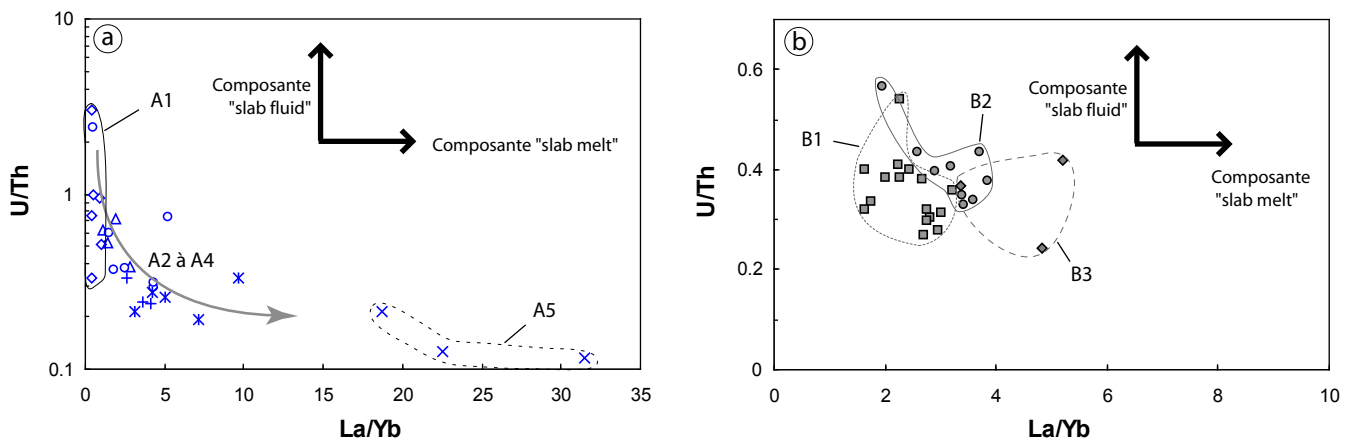 a
10
1
0.1
U/Th
Composante
"slab fluid"
Composante "slab melt"
A1
A2 à A4
A5
0 5 10 15 20 25 30 35
La/Yb
b
0.6
0.4
0.2
0
U/Th
Composante
"slab fluid"
Composante
"slab melt"
B1
B2
B3
0 2 4 6 8 10
La/Yb